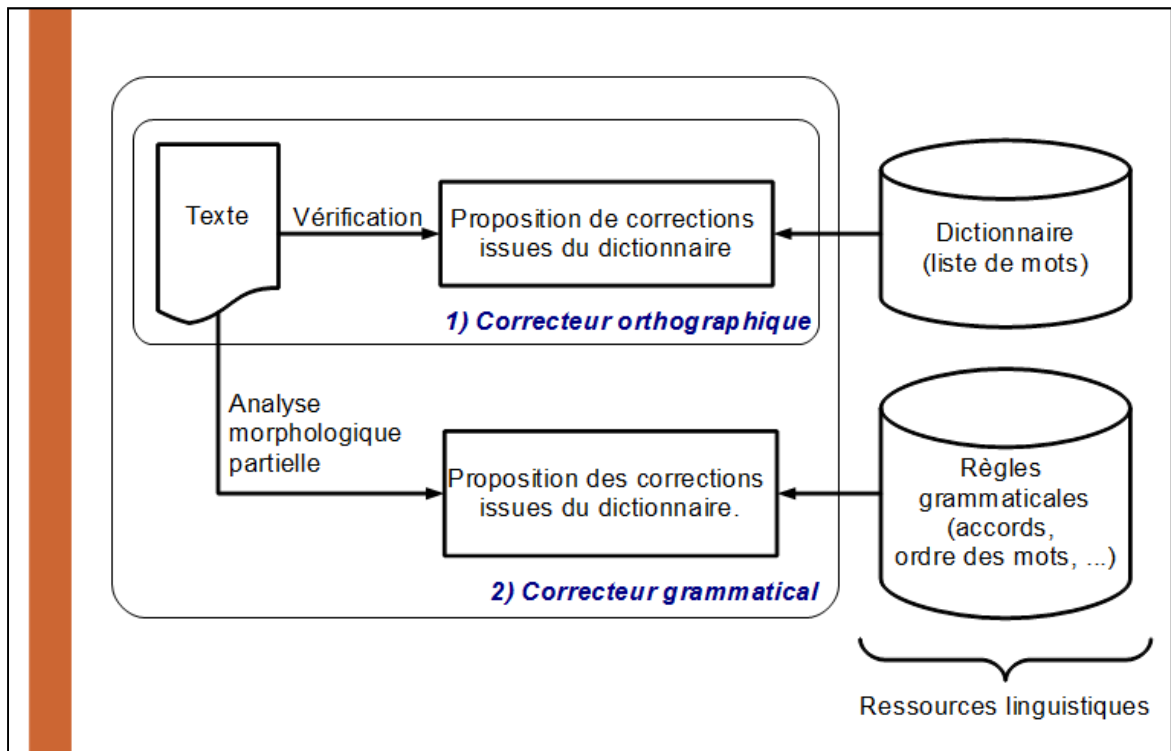 Texte
Vérification
Proposition de corrections
issues du dictionnaire
Dictionnaire
(liste de mots)
1) Correcteur orthographique
Analyse
morphologique
partielle
Proposition des corrections
issues du dictionnaire.
Règles
grammaticales
(accords,
ordre des mots, ...)
2) Correcteur grammatical
Ressources linguistiques